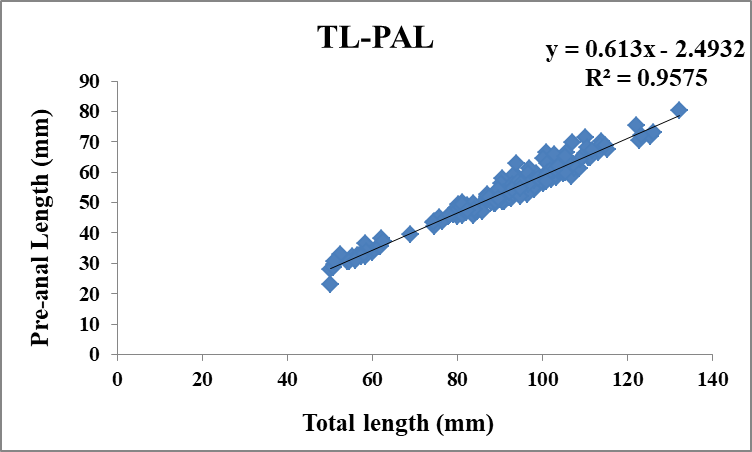 TL-PAL
y = 0.613x - 2.4932
R² = 0.9575
90
80
70
60
50
40
30
20
10
0
Pre-anal Length (mm)
0 20 40 60 80 100 120 140
Total length (mm)